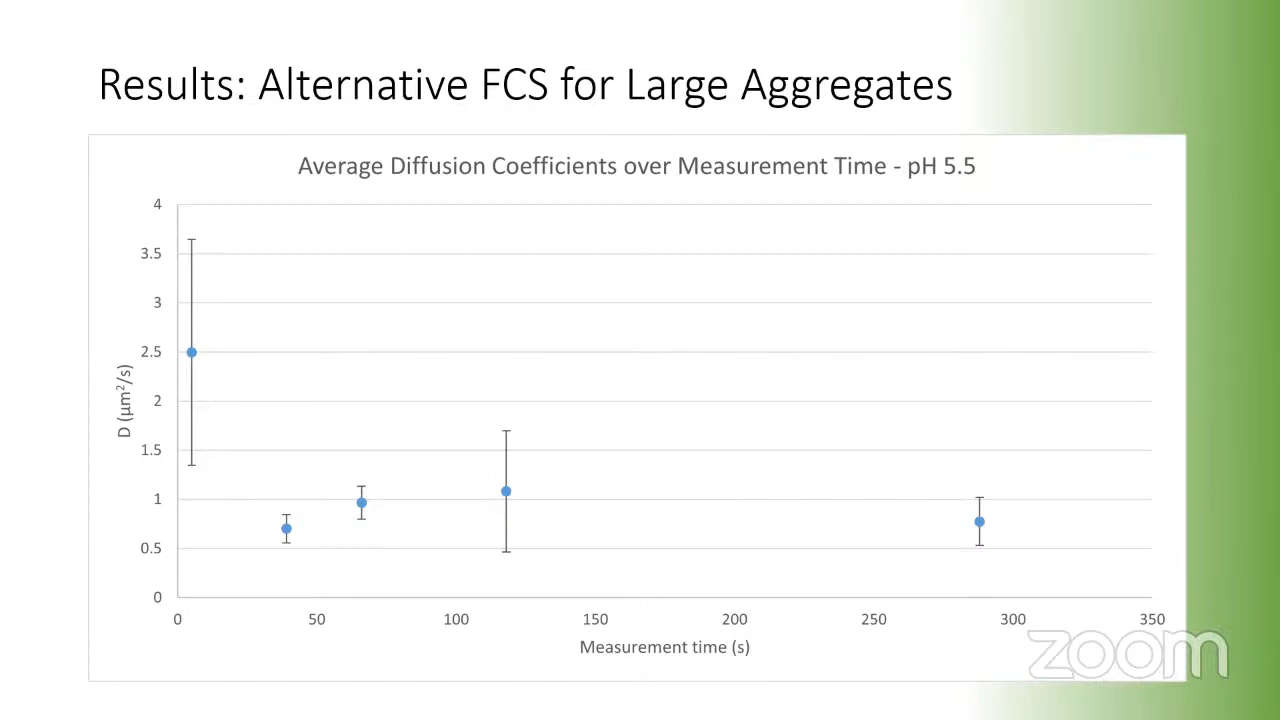 Results: Alternative FCS for Large Aggregates
Average Diffusion Coefficients over Measurement Time - pH 5.5
4
3.5
3
2.5
2
1.5
1
0.5
0
D (µm²/s)
0 50 100 150 200 250 300 350
Measurement time (s)
zoom